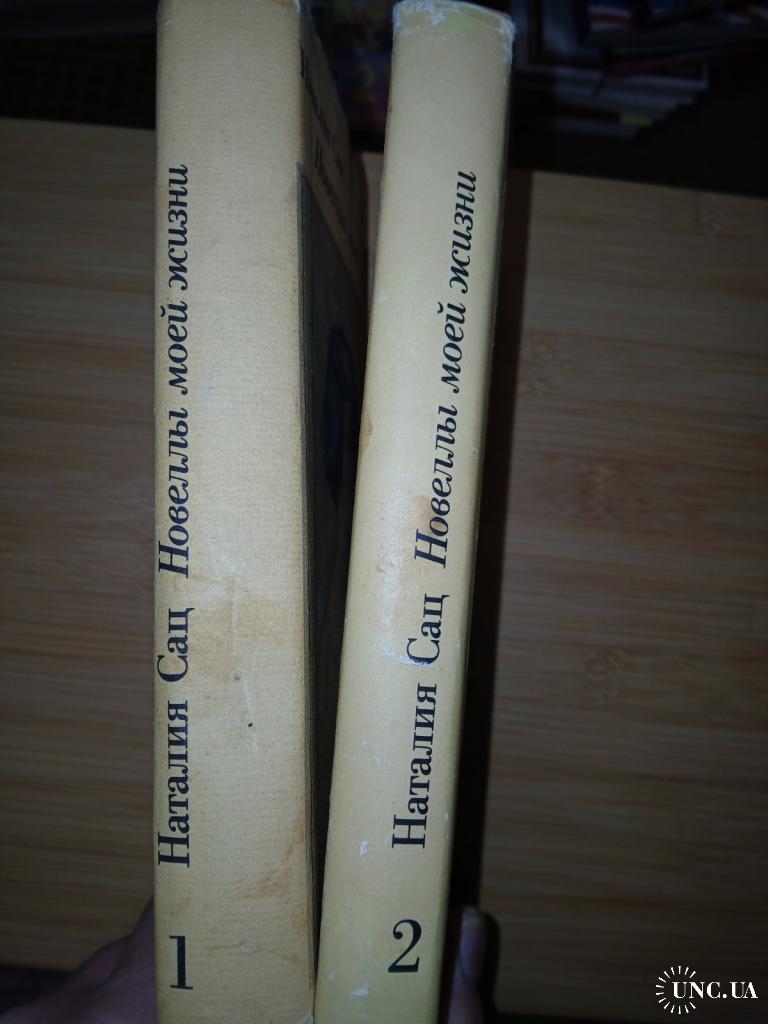 1 Наталия Сац Новеллы моей жизни
2 Наталия Сац Новеллы моей жизни
UNC.UA